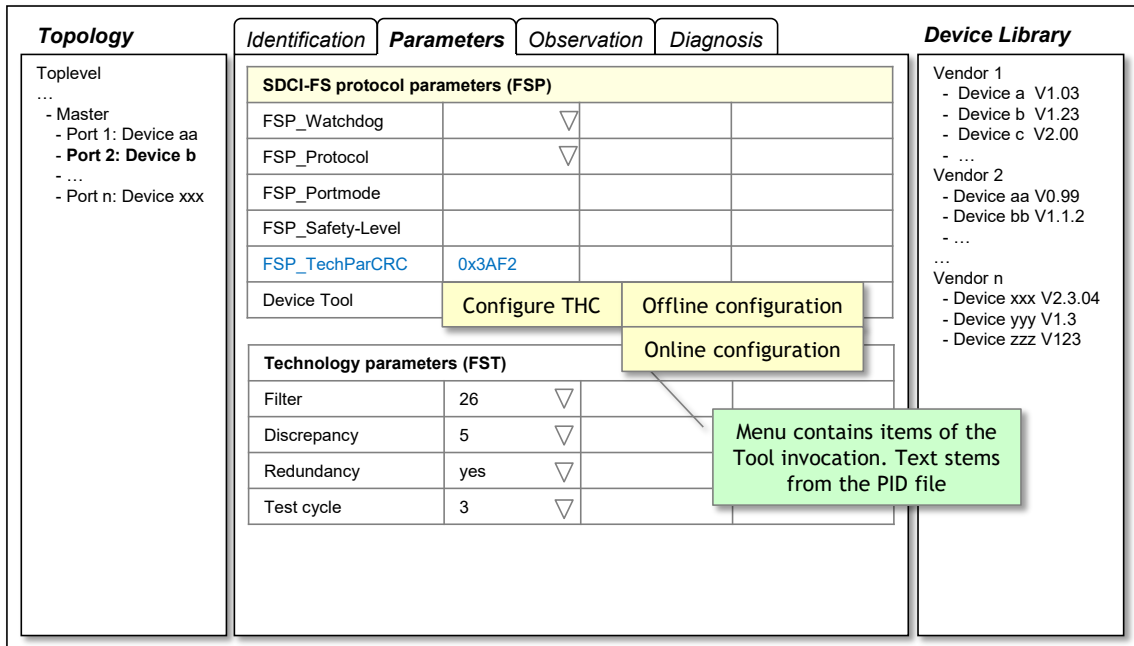 Topology
Toplevel
…
- Master
- Port 1: Device aa
- Port 2: Device b
- …
- Port n: Device xxx
Identification
Parameters
Observation
Diagnosis
SDCI-FS protocol parameters (FSP)
FSP_Watchdog
FSP_Protocol
FSP_Portmode
FSP_Safety-Level
FSP_TechParCRC 0x3AF2
Device Tool
Configure THC
Offline configuration
Online configuration
Technology parameters (FST)
Filter 26
Discrepancy 5
Redundancy yes
Test cycle 3
Menu contains items of the
Tool invocation. Text stems
from the PID file
Device Library
Vendor 1
- Device a V1.03
- Device b V1.23
- Device c V2.00
- …
Vendor 2
- Device aa V0.99
- Device bb V1.1.2
- …
…
Vendor n
- Device xxx V2.3.04
- Device yyy V1.3
- Device zzz V123